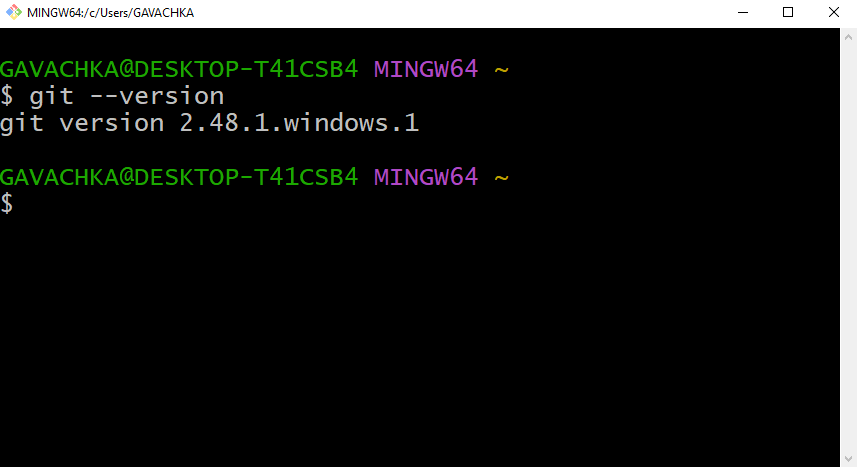 MINGW64:/c/Users/GAVACHKA
GAVACHKA@DESKTOP-T41CSB4 MINGW64 ~
$ git --version
git version 2.48.1.windows.1
GAVACHKA@DESKTOP-T41CSB4 MINGW64 ~
$